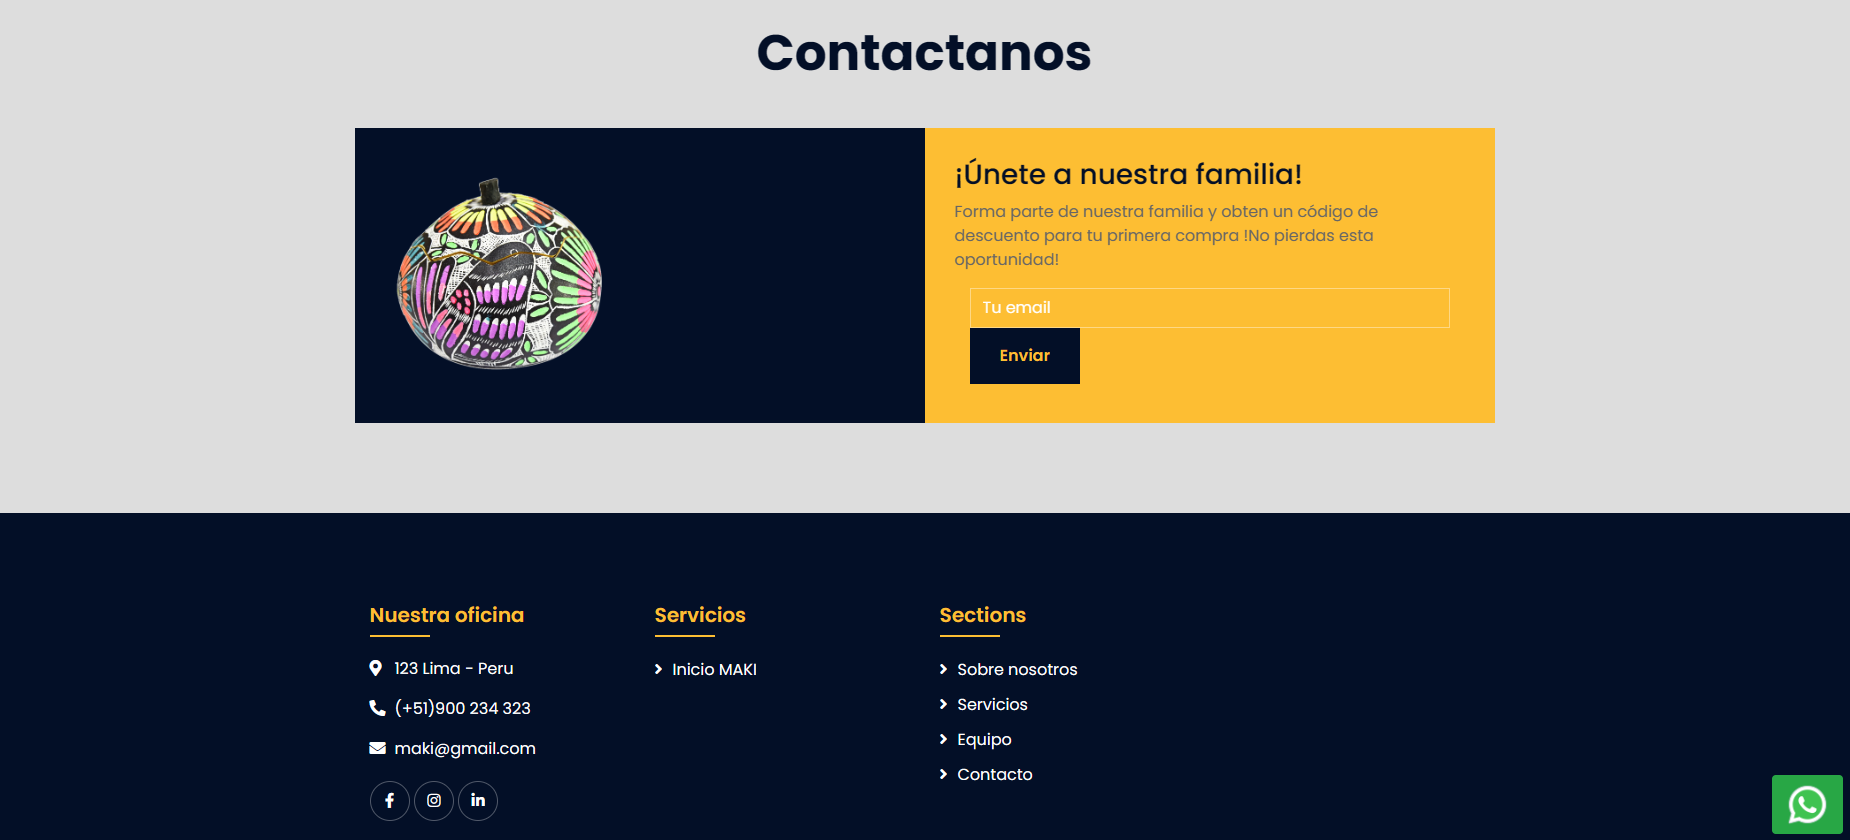 Contactanos
¡Únete a nuestra familia!
Forma parte de nuestra familia y obten un código de
descuento para tu primera compra !No pierdas esta
oportunidad!
Tu email
Enviar
Nuestra oficina
123 Lima - Peru
(+51)900 234 323
maki@gmail.com
Servicios
Inicio MAKI
Sections
Sobre nosotros
Servicios
Equipo
Contacto